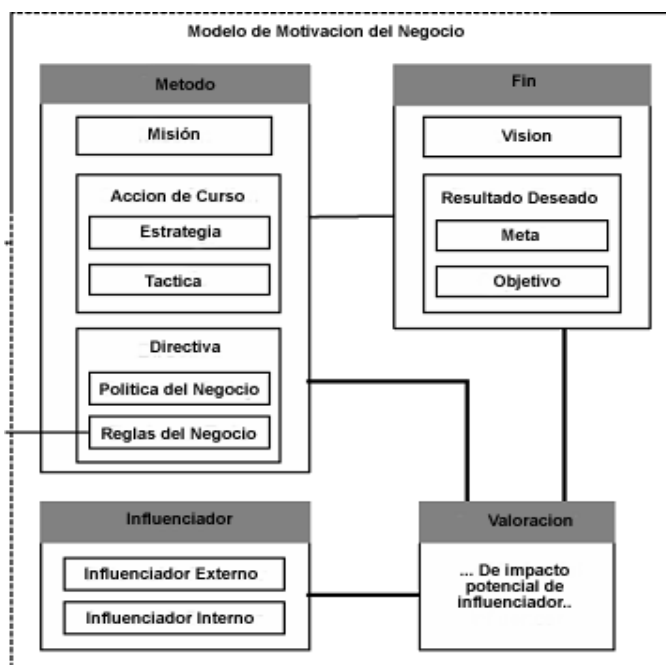 Modelo de Motivacion del Negocio
Metodo
Misión
Accion de Curso
Estrategia
Tactica
Directiva
Politica del Negocio
Reglas del Negocio
Fin
Vision
Resultado Deseado
Meta
Objetivo
Influenciador
Influenciador Externo
Influenciador Interno
Valoracion
... De impacto
potencial de
influenciador..